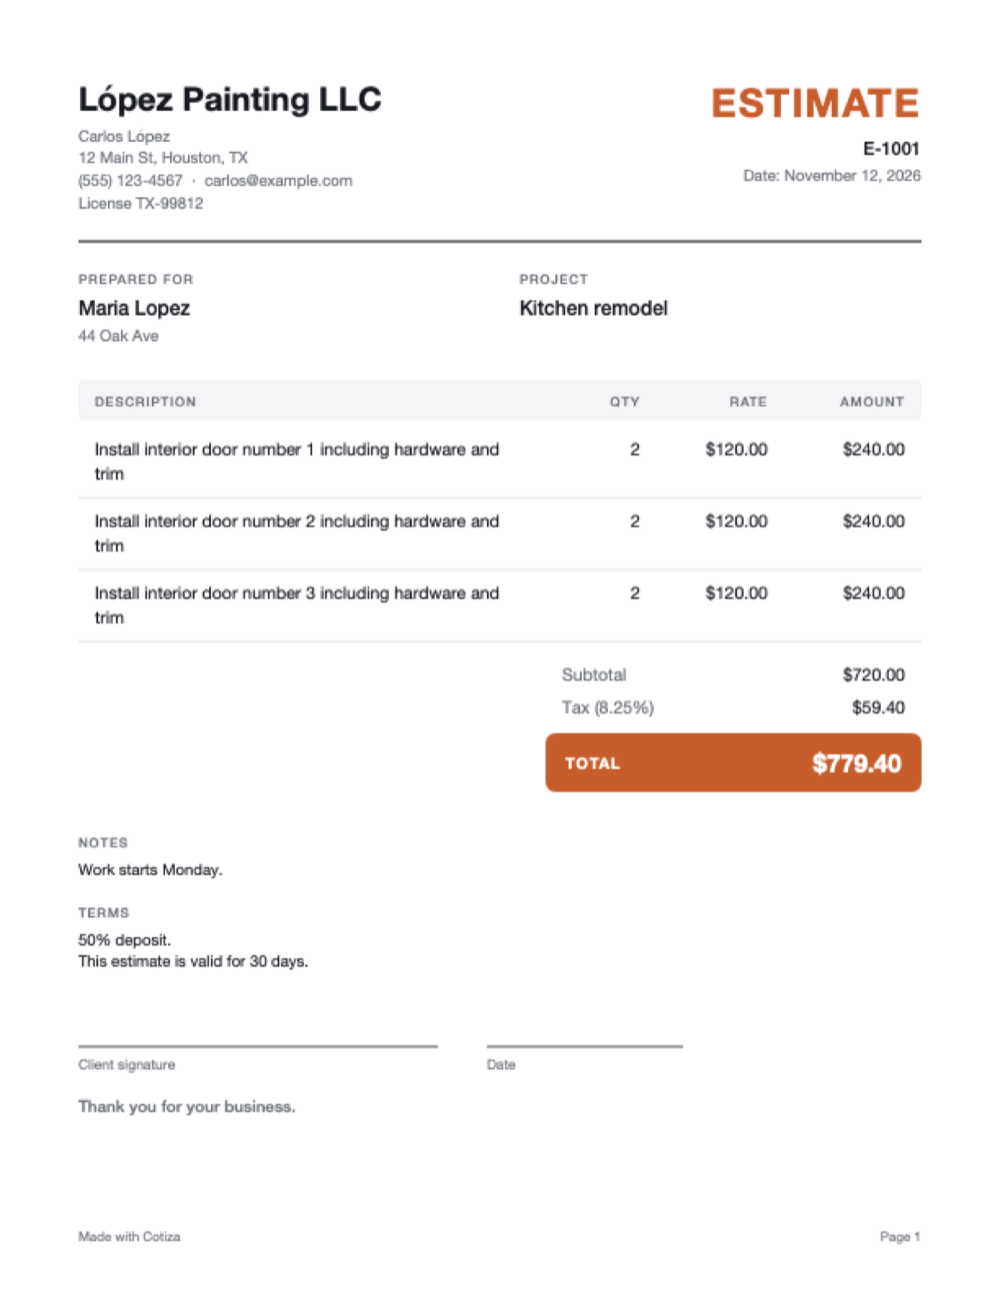 López Painting LLC
ESTIMATE
Carlos López
12 Main St, Houston, TX
(555) 123-4567 · carlos@example.com
License TX-99812
E-1001
Date: November 12, 2026
PREPARED FOR
Maria Lopez
44 Oak Ave
PROJECT
Kitchen remodel
DESCRIPTION QTY RATE AMOUNT
Install interior door number 1 including hardware and 2 $120.00 $240.00
trim
Install interior door number 2 including hardware and 2 $120.00 $240.00
trim
Install interior door number 3 including hardware and 2 $120.00 $240.00
trim
Subtotal $720.00
Tax (8.25%) $59.40
TOTAL $779.40
NOTES
Work starts Monday.
TERMS
50% deposit.
This estimate is valid for 30 days.
Client signature Date
Thank you for your business.
Made with Cotiza Page 1